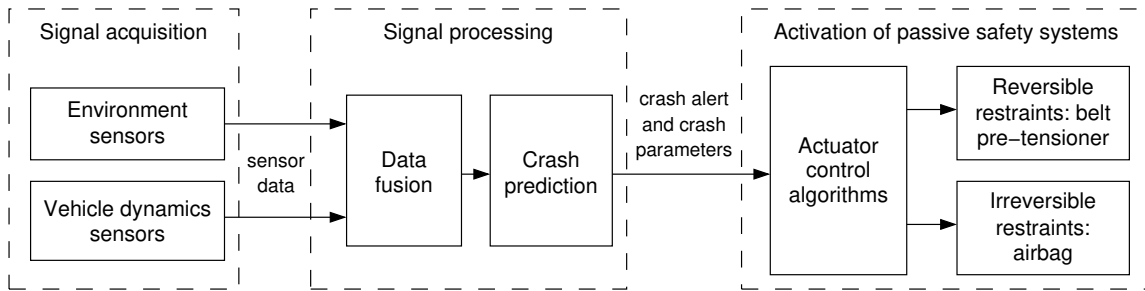 Signal acquisition
Environment
sensors
Vehicle dynamics
sensors
sensor
data
Signal processing
Data
fusion
Crash
prediction
crash alert
and crash
parameters
Activation of passive safety systems
Actuator
control
algorithms
Reversible
restraints: belt
pre−tensioner
Irreversible
restraints:
airbag